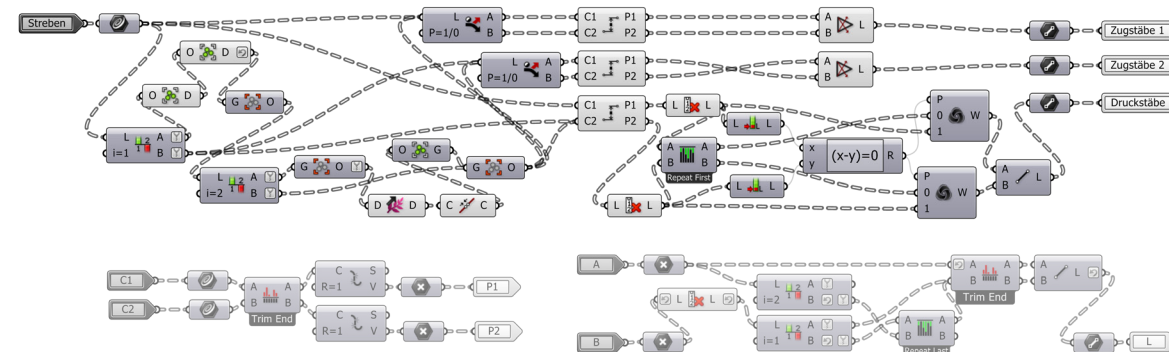 Streben
L A
P=1/0 B
C1 P1
C2 P2
A
B L
Zugstäbe 1
O D
L A
P=1/0 B
C1 P1
C2 P2
A
B L
Zugstäbe 2
O D
G O
C1 P1
C2 P2
L L
P
0 W
1
Druckstäbe
L A
i=1 B
L L
A A
B B
Repeat First
x
y (x-y)=0 R
O G
G O
G O
L A
i=2 B
A
B L
L L
P
0 W
1
D D
C C
L L
C1
C2
A A
B B
Trim End
C S
R=1 V
P1
C S
R=1 V
P2
A
L A
i=2 B
A A
B B
Trim End
A
B L
L L
L A
i=1 B
A A
B B
Repeat Last
B
L